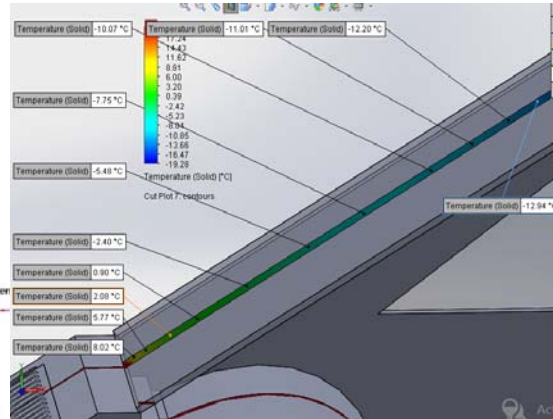 Temperature (Solid) -10.07 °C
Temperature (Solid) -11.01 °C
Temperature (Solid) -12.20 °C
17.24
14.43
11.62
8.81
6.00
3.20
0.39
-2.42
-5.23
-8.04
-10.85
-13.66
-16.47
-19.28
Temperature (Solid) [°C]
Cut Plot 7: contours
Temperature (Solid) -7.75 °C
Temperature (Solid) -5.48 °C
Temperature (Solid) -12.94 °C
Temperature (Solid) -2.40 °C
Temperature (Solid) 0.90 °C
Temperature (Solid) 2.08 °C
Temperature (Solid) 5.77 °C
Temperature (Solid) 8.02 °C